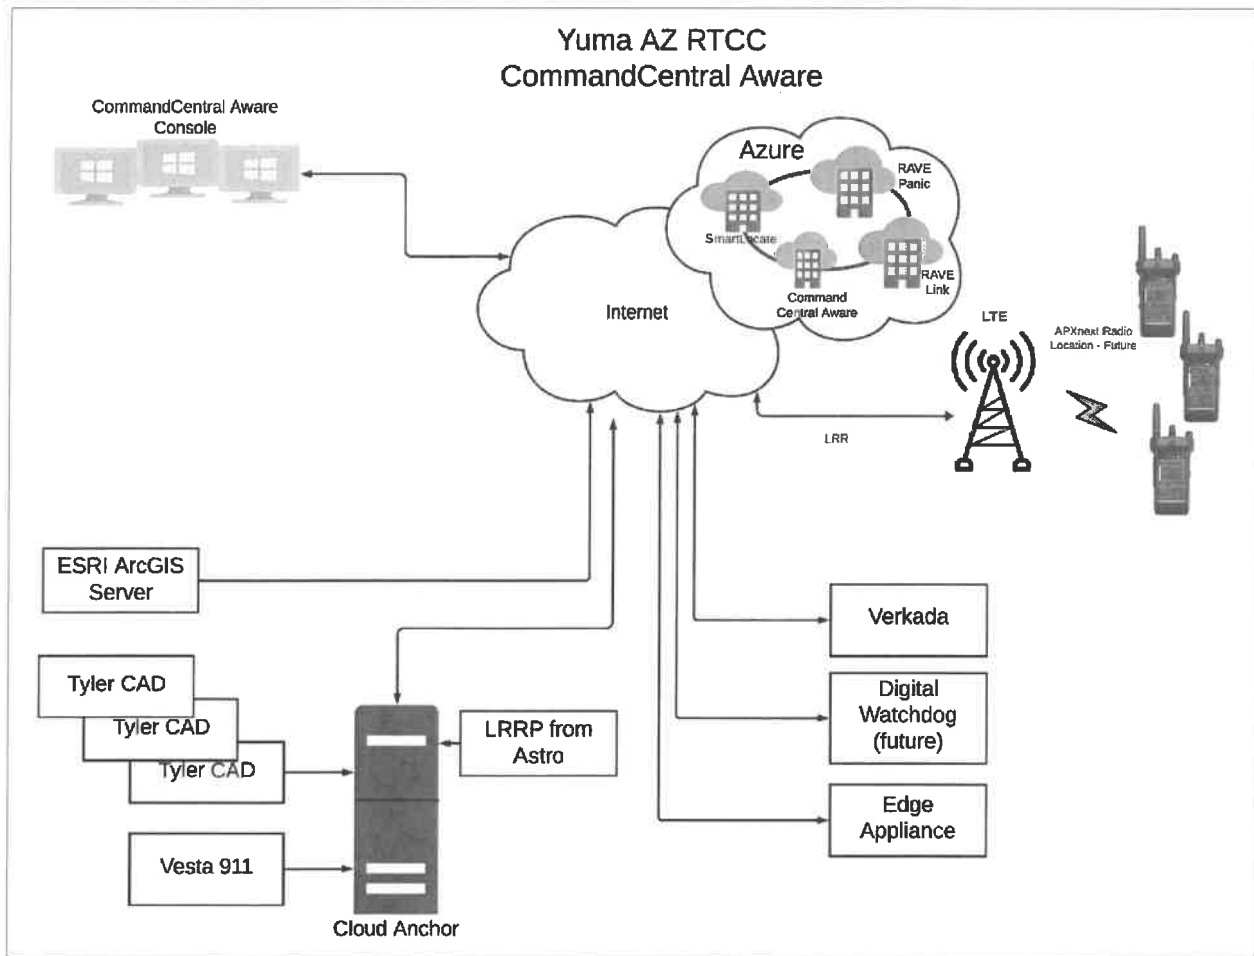 Yuma AZ RTCC
CommandCentral Aware
CommandCentral Aware
Console
Azure
RAVE
Panic
SmartLocate
RAVE
Link
Command
Central Aware
Internet
LTE
APXnext Radio
Location - Future
LRR
ESRI ArcGIS
Server
Verkada
Tyler CAD
Tyler CAD
Tyler CAD
LRRP from
Astro
Digital
Watchdog
(future)
Edge
Appliance
Vesta 911
Cloud Anchor